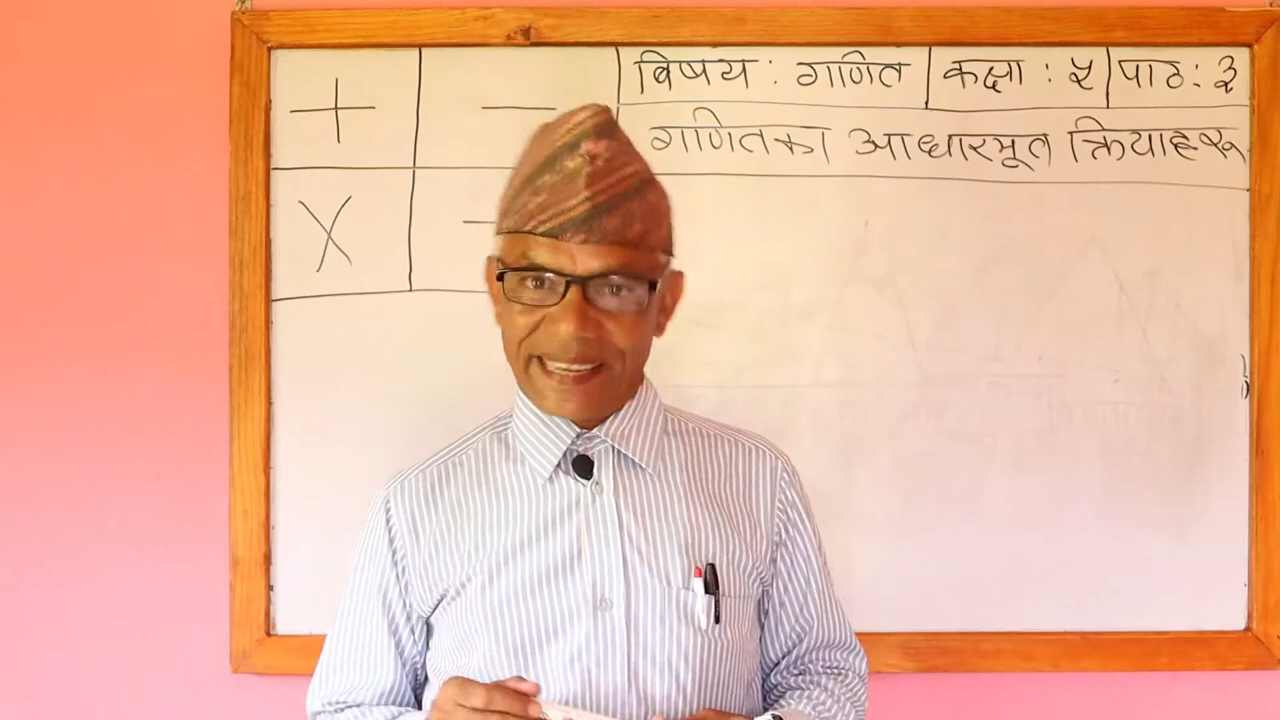 + — विषय : गणित कक्षा : ५ पाठ : ३
गणितका आधारभूत क्रियाहरू
X